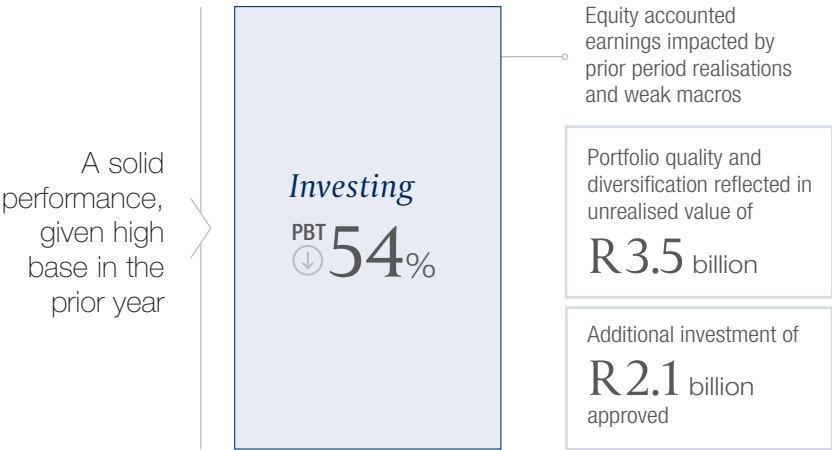 A solid
performance,
given high
base in the
prior year
Investing
PBT
54%
Equity accounted
earnings impacted by
prior period realisations
and weak macros
Portfolio quality and
diversification reflected in
unrealised value of
R3.5 billion
Additional investment of
R2.1 billion
approved